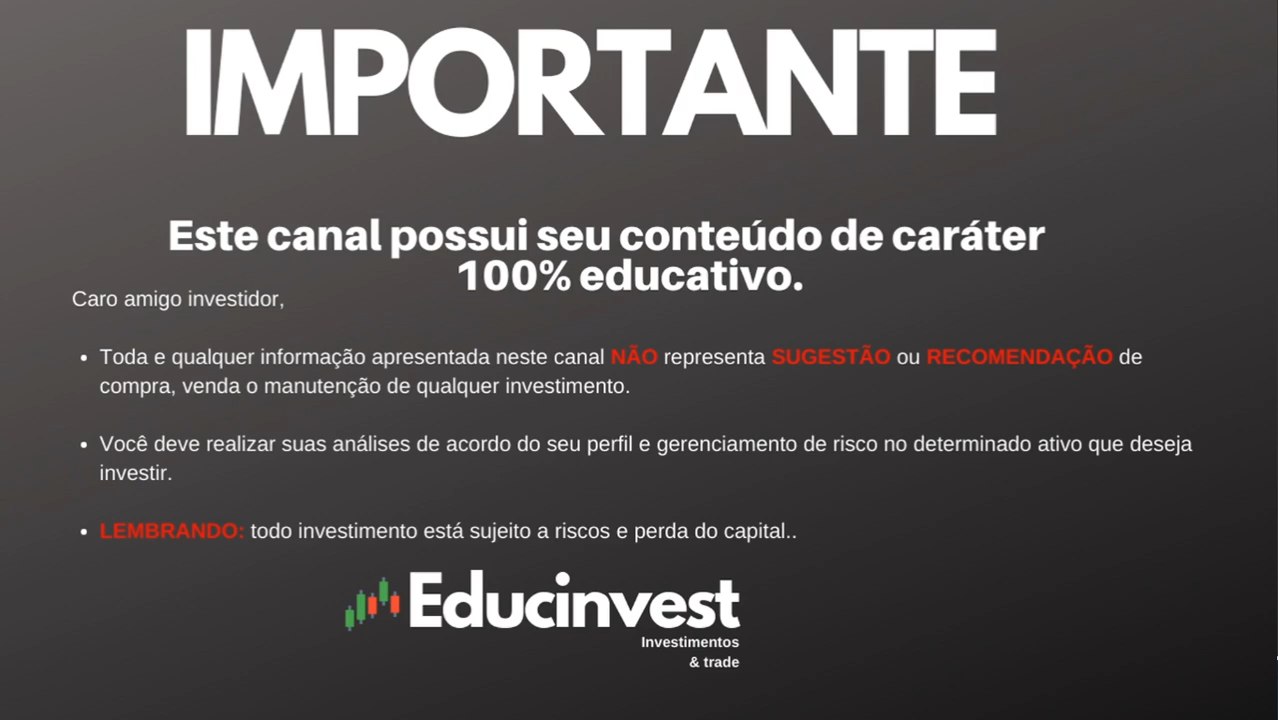 IMPORTANTE
Este canal possui seu conteúdo de caráter
100% educativo.
Caro amigo investidor,
• Toda e qualquer informação apresentada neste canal NÃO representa SUGESTÃO ou RECOMENDAÇÃO de
compra, venda o manutenção de qualquer investimento.
• Você deve realizar suas análises de acordo do seu perfil e gerenciamento de risco no determinado ativo que deseja
investir.
• LEMBRANDO: todo investimento está sujeito a riscos e perda do capital..
Educinvest
Investimentos
& trade